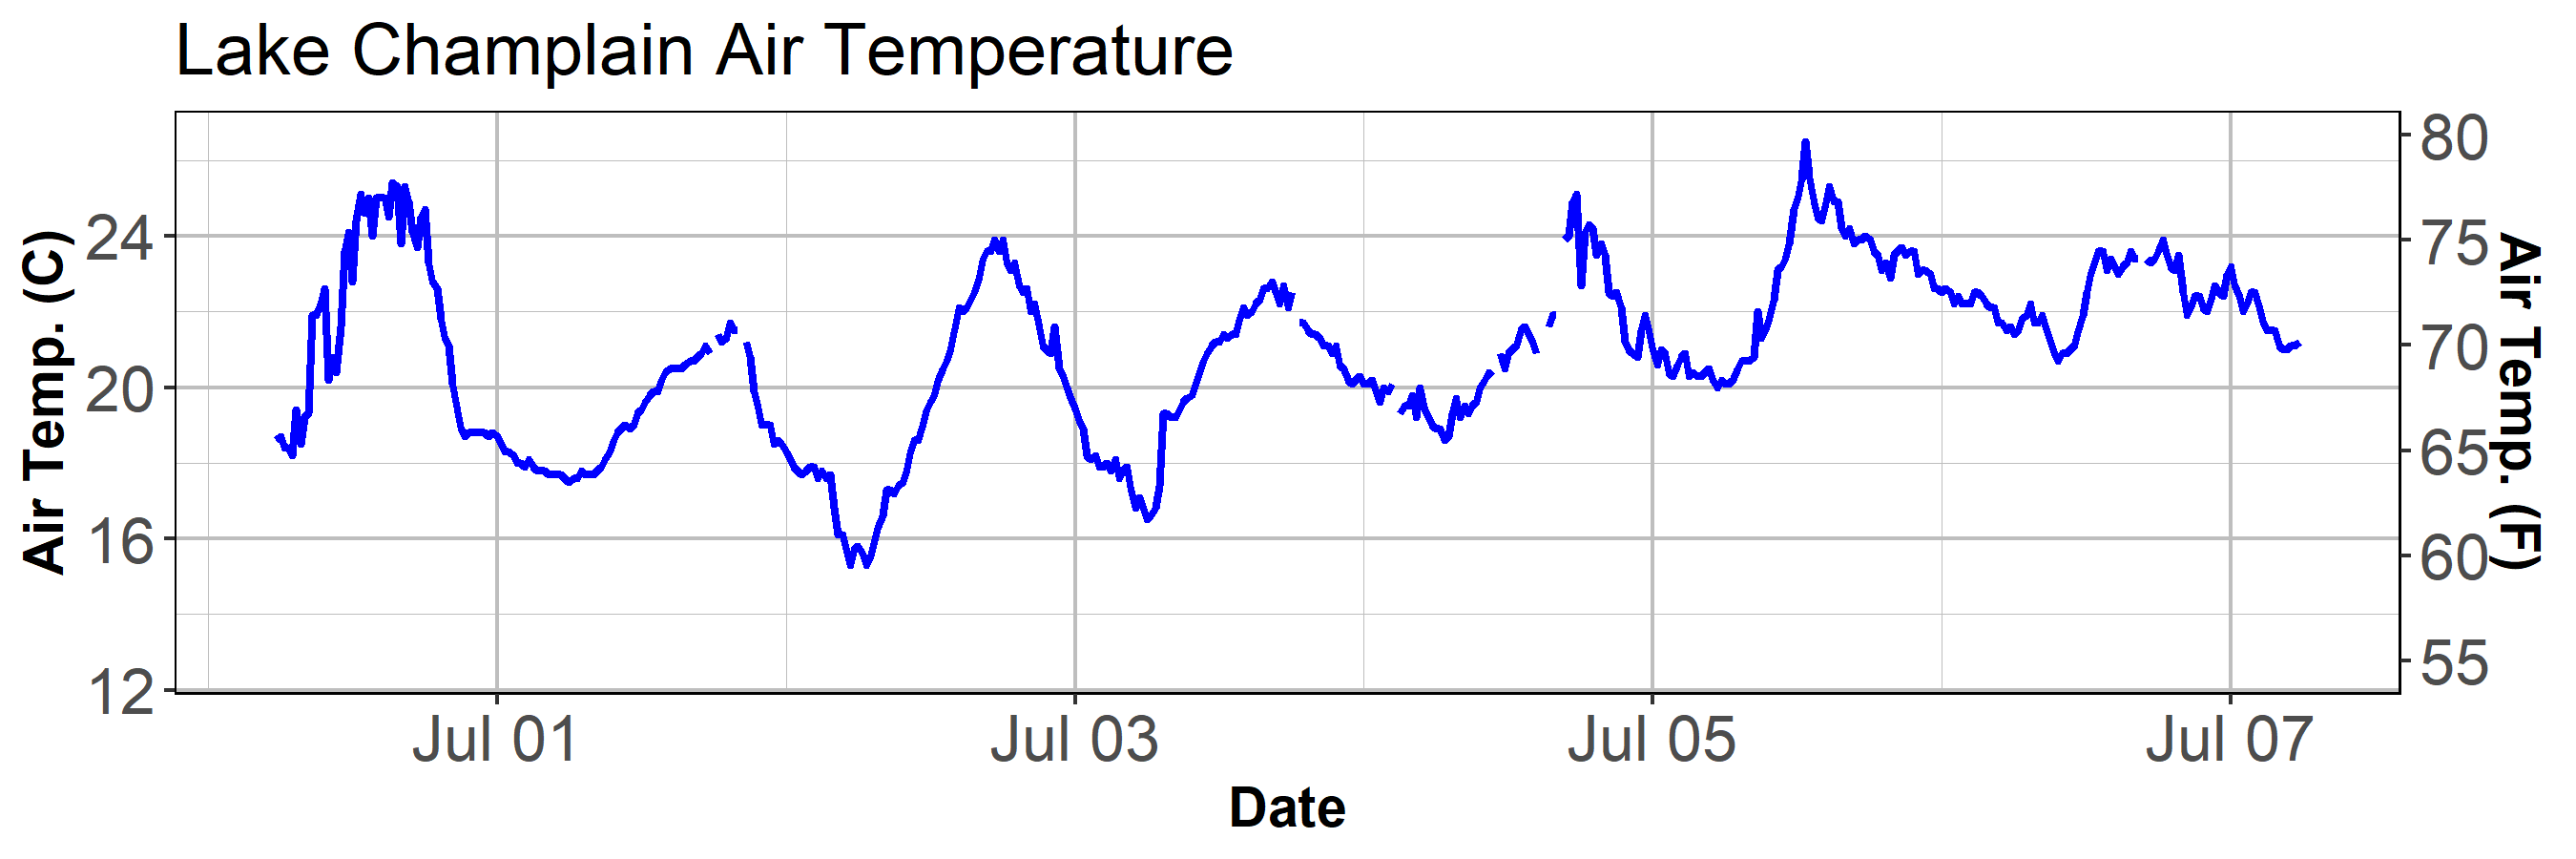 Lake Champlain Air Temperature
Air Temp. (C)
24
20
16
12
80
75
70
65
60
55
Air Temp. (F)
Jul 01
Jul 03
Jul 05
Jul 07
Date